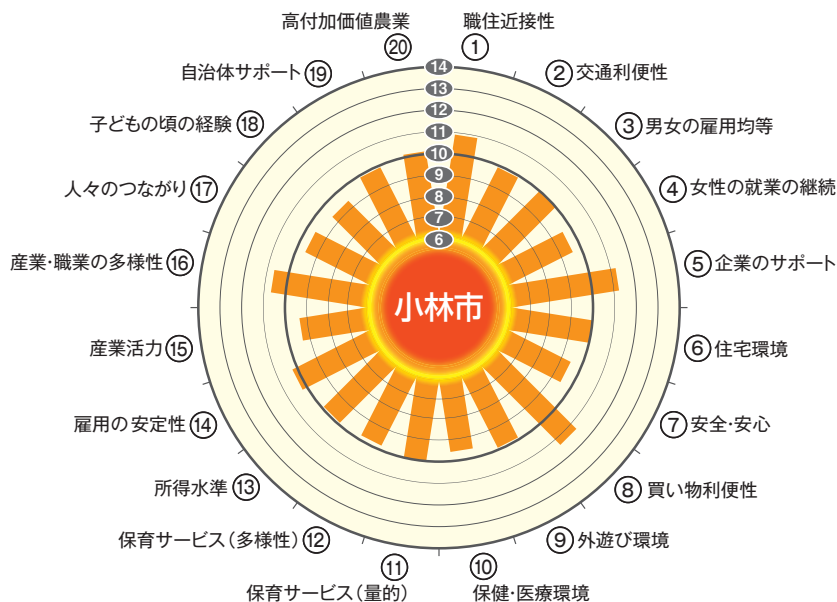 高付加価値農業
⑳
職住近接性
①
② 交通利便性
③ 男女の雇用均等
④ 女性の就業の継続
⑤ 企業のサポート
⑥ 住宅環境
⑦ 安全・安心
⑧ 買い物利便性
⑨ 外遊び環境
⑩
保健・医療環境
⑪
保育サービス（量的）
保育サービス（多様性）⑫
所得水準 ⑬
雇用の安定性 ⑭
産業活力 ⑮
産業・職業の多様性 ⑯
人々のつながり ⑰
子どもの頃の経験 ⑱
自治体サポート ⑲
14
13
12
11
10
9
8
7
6
小林市